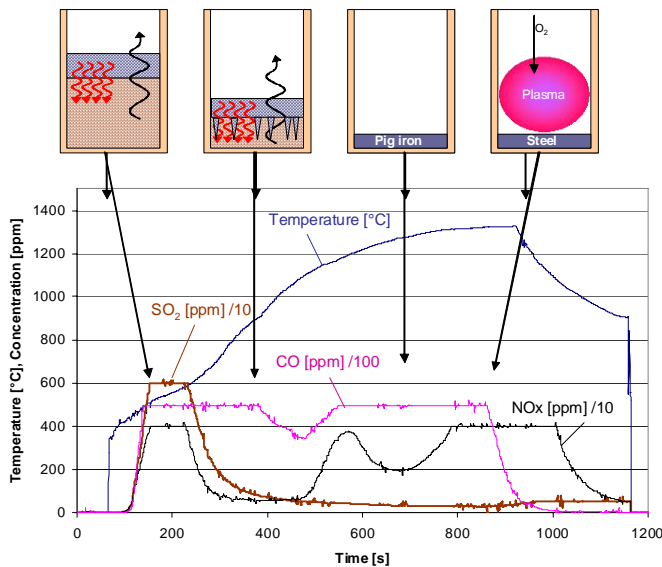 O2
Plasma
Pig iron
Steel
1400
1200
1000
800
600
400
200
0
Temperature [°C], Concentration [ppm]
Temperature [°C]
SO2 [ppm] /10
CO [ppm] /100
NOx [ppm] /10
0 200 400 600 800 1000 1200
Time [s]